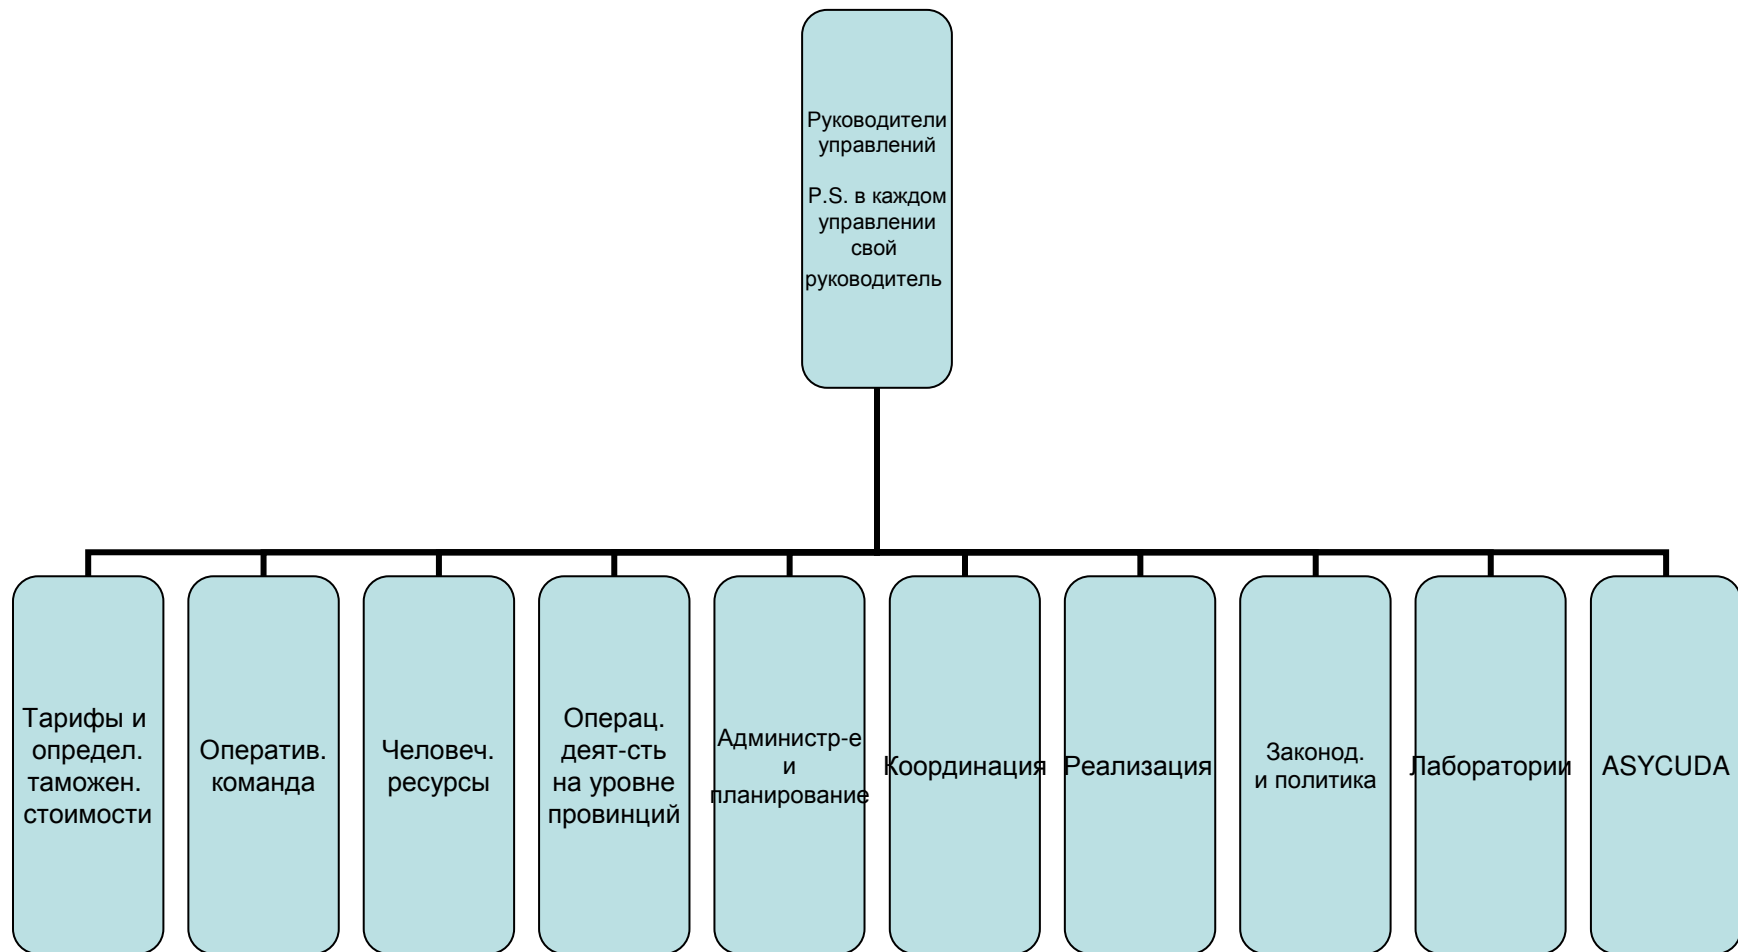 Руководители
управлений
P.S. в каждом
управлении
свой
руководитель
Тарифы и
определ.
таможен.
стоимости
Оператив.
команда
Человеч.
ресурсы
Операц.
деят-сть
на уровне
провинций
Администр-е
и
планирование
Координация
Реализация
Законод.
и политика
Лаборатории
ASYCUDA